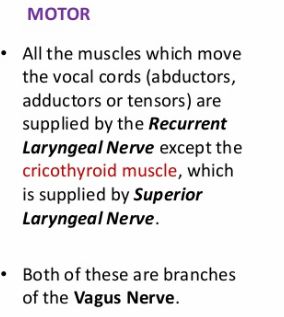 MOTOR
• All the muscles which move
the vocal cords (abductors,
adductors or tensors) are
supplied by the Recurrent
Laryngeal Nerve except the
cricothyroid muscle, which
is supplied by Superior
Laryngeal Nerve.
• Both of these are branches
of the Vagus Nerve.